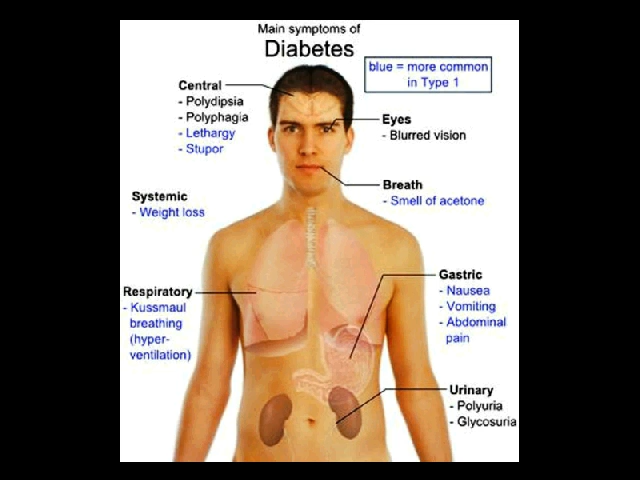 Main symptoms of
Diabetes
blue = more common
in Type 1
Central
- Polydipsia
- Polyphagia
- Lethargy
- Stupor
Eyes
- Blurred vision
Breath
- Smell of acetone
Systemic
- Weight loss
Respiratory
- Kussmaul
breathing
(hyper-
ventilation)
Gastric
- Nausea
- Vomiting
- Abdominal
pain
Urinary
- Polyuria
- Glycosuria